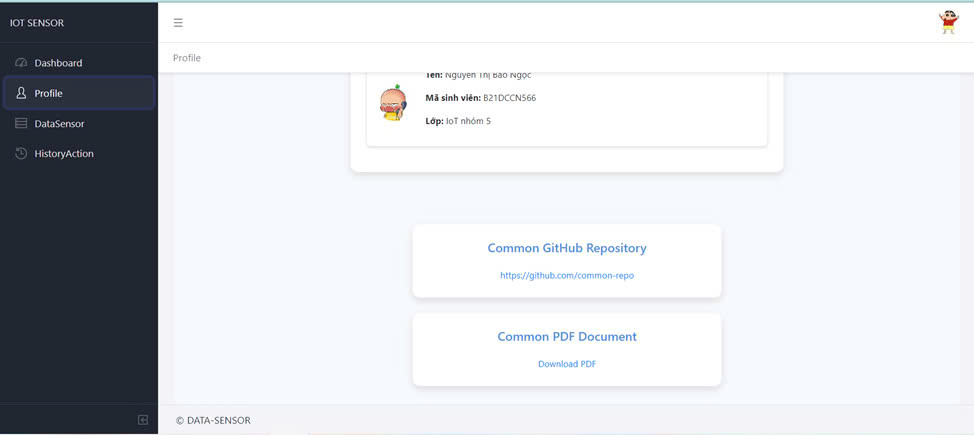 IOT SENSOR
Dashboard
Profile
DataSensor
HistoryAction
Profile
Tên: Nguyễn Thị Bảo Ngọc
Mã sinh viên: B21DCCN566
Lớp: IoT nhóm 5
Common GitHub Repository
https://github.com/common-repo
Common PDF Document
Download PDF
© DATA-SENSOR